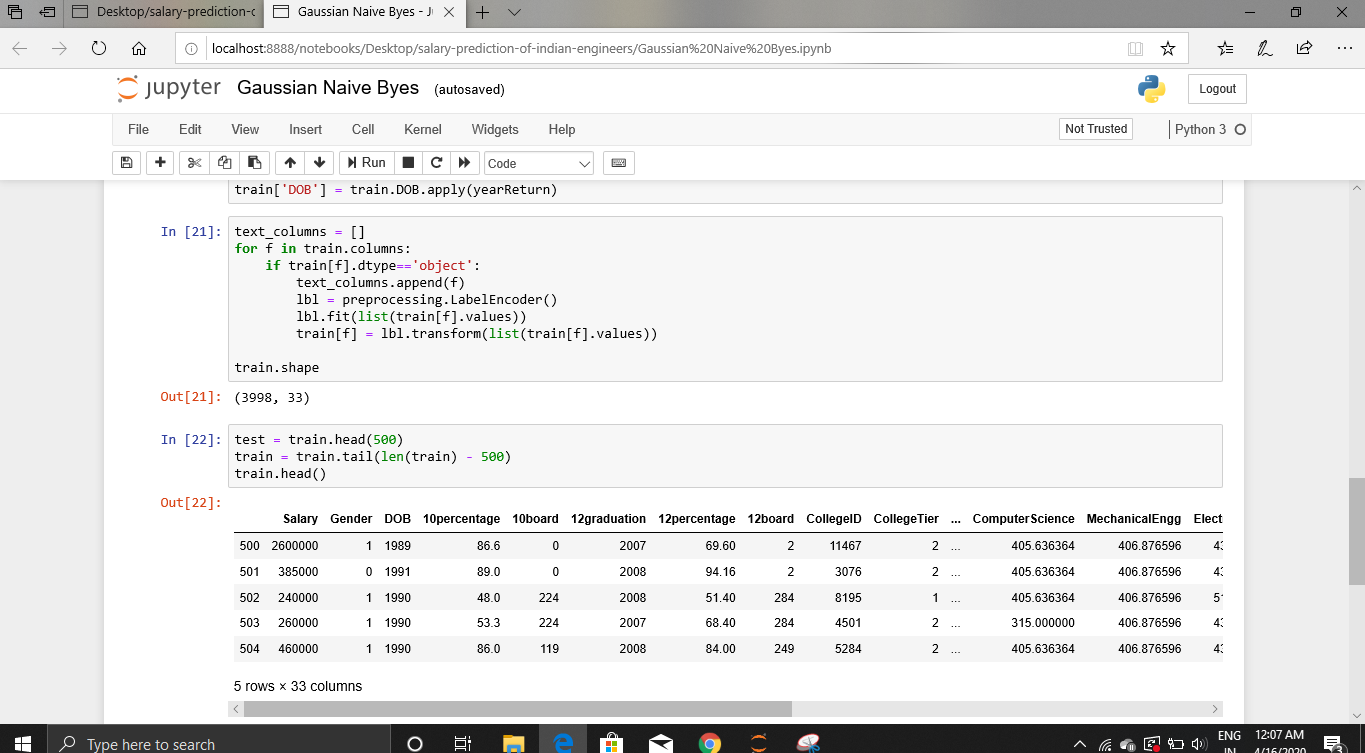 Desktop/salary-prediction-c
Gaussian Naive Byes - J
localhost:8888/notebooks/Desktop/salary-prediction-of-indian-engineers/Gaussian%20Naive%20Byes.ipynb
jupyter Gaussian Naive Byes (autosaved)
Logout
File Edit View Insert Cell Kernel Widgets Help
Not Trusted
Python 3
Run
Code
train['DOB'] = train.DOB.apply(yearReturn)
In [21]:
text_columns = []
for f in train.columns:
    if train[f].dtype=='object':
        text_columns.append(f)
        lbl = preprocessing.LabelEncoder()
        lbl.fit(list(train[f].values))
        train[f] = lbl.transform(list(train[f].values))
train.shape
Out[21]: (3998, 33)
In [22]:
test = train.head(500)
train = train.tail(len(train) - 500)
train.head()
Out[22]:
Salary Gender DOB 10percentage 10board 12graduation 12percentage 12board CollegeID CollegeTier ... ComputerScience MechanicalEngg Elect
500 2600000 1 1989 86.6 0 2007 69.60 2 11467 2 ... 405.636364 406.876596 43
501 385000 0 1991 89.0 0 2008 94.16 2 3076 2 ... 405.636364 406.876596 43
502 240000 1 1990 48.0 224 2008 51.40 284 8195 1 ... 405.636364 406.876596 51
503 260000 1 1990 53.3 224 2007 68.40 284 4501 2 ... 315.000000 406.876596 43
504 460000 1 1990 86.0 119 2008 84.00 249 5284 2 ... 405.636364 406.876596 43
5 rows × 33 columns
Type here to search
ENG 12:07 AM
IN 4/16/2020
3